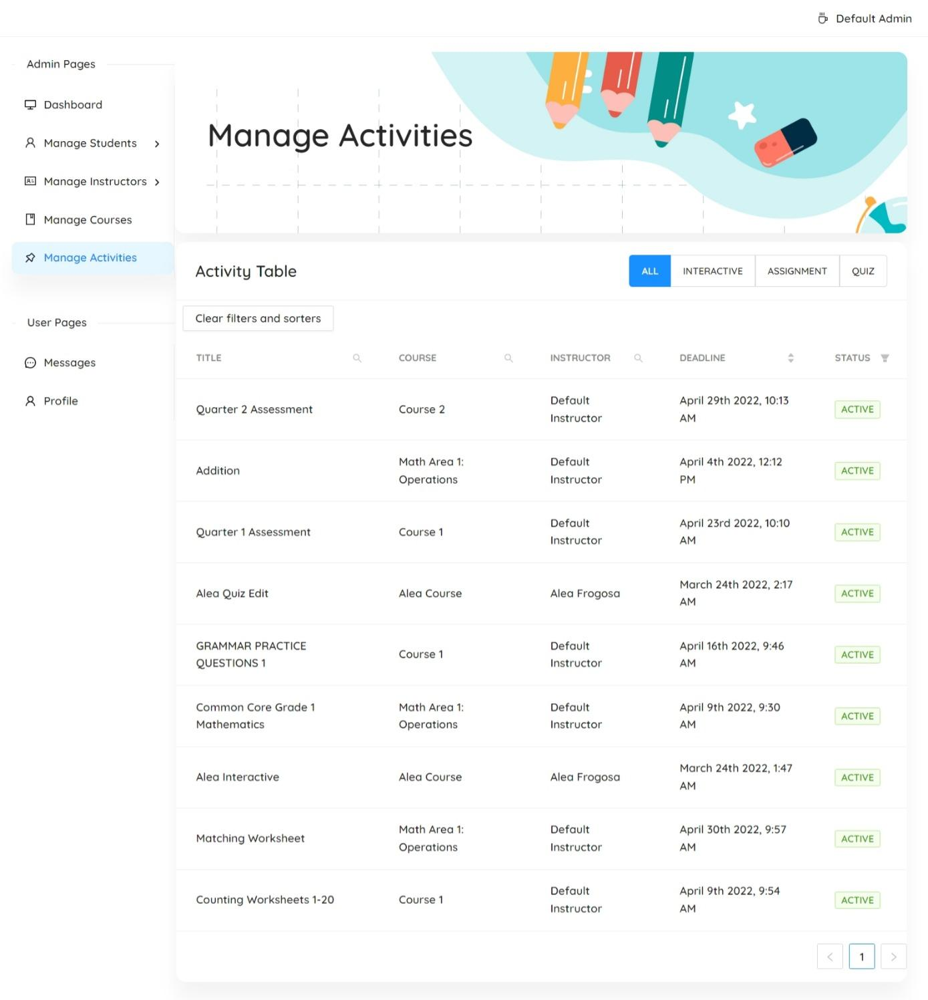 Default Admin
Admin Pages
Dashboard
Manage Students
Manage Instructors
Manage Courses
Manage Activities
User Pages
Messages
Profile
Manage Activities
Activity Table
ALL INTERACTIVE ASSIGNMENT QUIZ
Clear filters and sorters
TITLE COURSE INSTRUCTOR DEADLINE STATUS
Quarter 2 Assessment Course 2 Default Instructor April 29th 2022, 10:13 AM ACTIVE
Addition Math Area 1: Operations Default Instructor April 4th 2022, 12:12 PM ACTIVE
Quarter 1 Assessment Course 1 Default Instructor April 23rd 2022, 10:10 AM ACTIVE
Alea Quiz Edit Alea Course Alea Frogosa March 24th 2022, 2:17 AM ACTIVE
GRAMMAR PRACTICE QUESTIONS 1 Course 1 Default Instructor April 16th 2022, 9:46 AM ACTIVE
Common Core Grade 1 Mathematics Math Area 1: Operations Default Instructor April 9th 2022, 9:30 AM ACTIVE
Alea Interactive Alea Course Alea Frogosa March 24th 2022, 1:47 AM ACTIVE
Matching Worksheet Math Area 1: Operations Default Instructor April 30th 2022, 9:57 AM ACTIVE
Counting Worksheets 1-20 Course 1 Default Instructor April 9th 2022, 9:54 AM ACTIVE
1